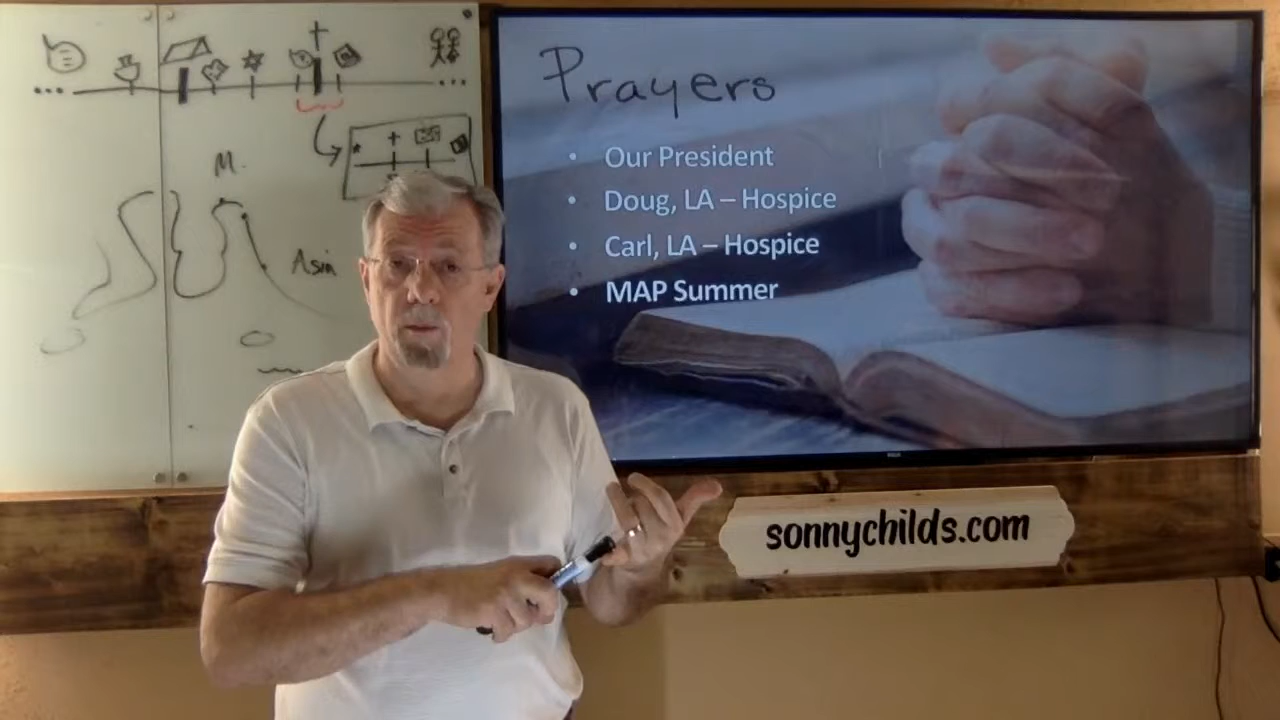 M.
Asia
Prayers
• Our President
• Doug, LA – Hospice
• Carl, LA – Hospice
• MAP Summer
sonnychilds.com